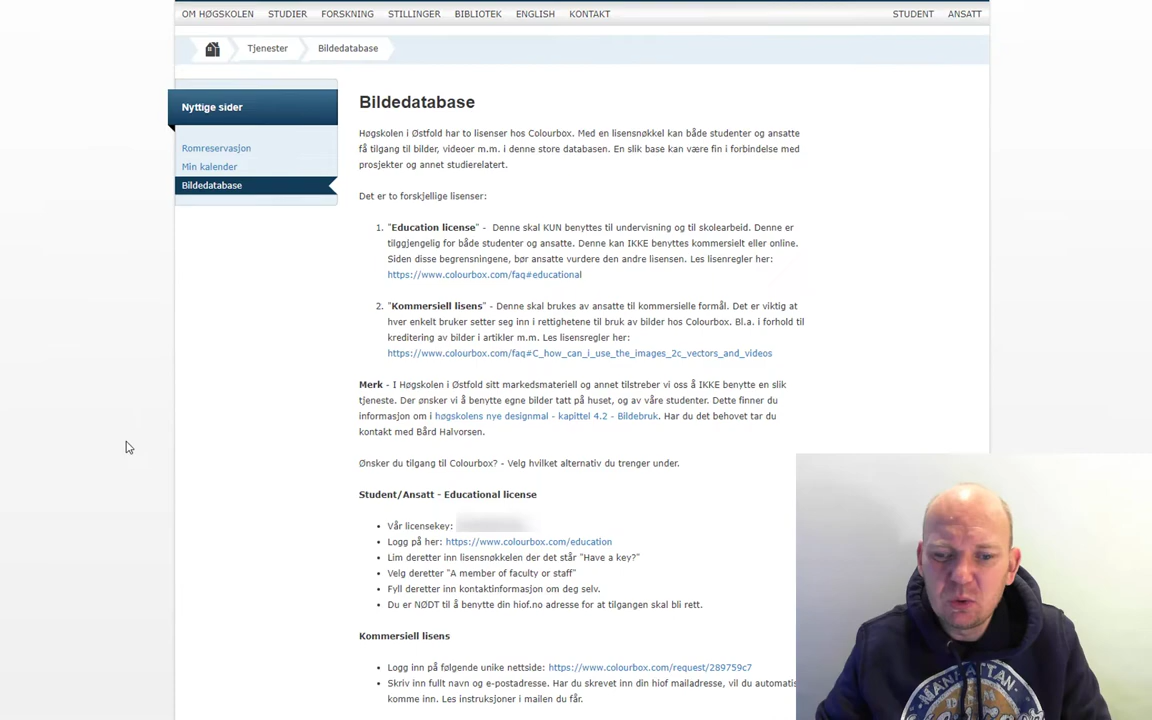 OM HØGSKOLEN STUDIER FORSKNING STILLINGER BIBLIOTEK ENGLISH KONTAKT STUDENT ANSATT
Tjenester Bildedatabase
Nyttige sider
Romreservasjon
Min kalender
Bildedatabase
Bildedatabase
Høgskolen i Østfold har to lisenser hos Colourbox. Med en lisensnøkkel kan både studenter og ansatte
få tilgang til bilder, videoer m.m. i denne store databasen. En slik base kan være fin i forbindelse med
prosjekter og annet studierelatert.
Det er to forskjellige lisenser:
1. "Education license" - Denne skal KUN benyttes til undervisning og til skolearbeid. Denne er
tilggjengelig for både studenter og ansatte. Denne kan IKKE benyttes kommersielt eller online.
Siden disse begrensningene, bør ansatte vurdere den andre lisensen. Les lisenregler her:
https://www.colourbox.com/faq#educational
2. "Kommersiell lisens" - Denne skal brukes av ansatte til kommersielle formål. Det er viktig at
hver enkelt bruker setter seg inn i rettighetene til bruk av bilder hos Colourbox. Bl.a. i forhold til
kreditering av bilder i artikler m.m. Les lisensregler her:
https://www.colourbox.com/faq#C_how_can_i_use_the_images_2c_vectors_and_videos
Merk - I Høgskolen i Østfold sitt markedsmateriell og annet tilstreber vi oss å IKKE benytte en slik
tjeneste. Der ønsker vi å benytte egne bilder tatt på huset, og av våre studenter. Dette finner du
informasjon om i høgskolens nye designmal - kapittel 4.2 - Bildebruk. Har du det behovet tar du
kontakt med Bård Halvorsen.
Ønsker du tilgang til Colourbox? - Velg hvilket alternativ du trenger under.
Student/Ansatt - Educational license
• Vår licensekey:
• Logg på her: https://www.colourbox.com/education
• Lim deretter inn lisensnøkkelen der det står "Have a key?"
• Velg deretter "A member of faculty or staff"
• Fyll deretter inn kontaktinformasjon om deg selv.
• Du er NØDT til å benytte din hiof.no adresse for at tilgangen skal bli rett.
Kommersiell lisens
• Logg inn på følgende unike nettside: https://www.colourbox.com/request/289759c7
• Skriv inn fullt navn og e-postadresse. Har du skrevet inn din hiof mailadresse, vil du automatis
komme inn. Les instruksjoner i mailen du får.
MANHATTAN